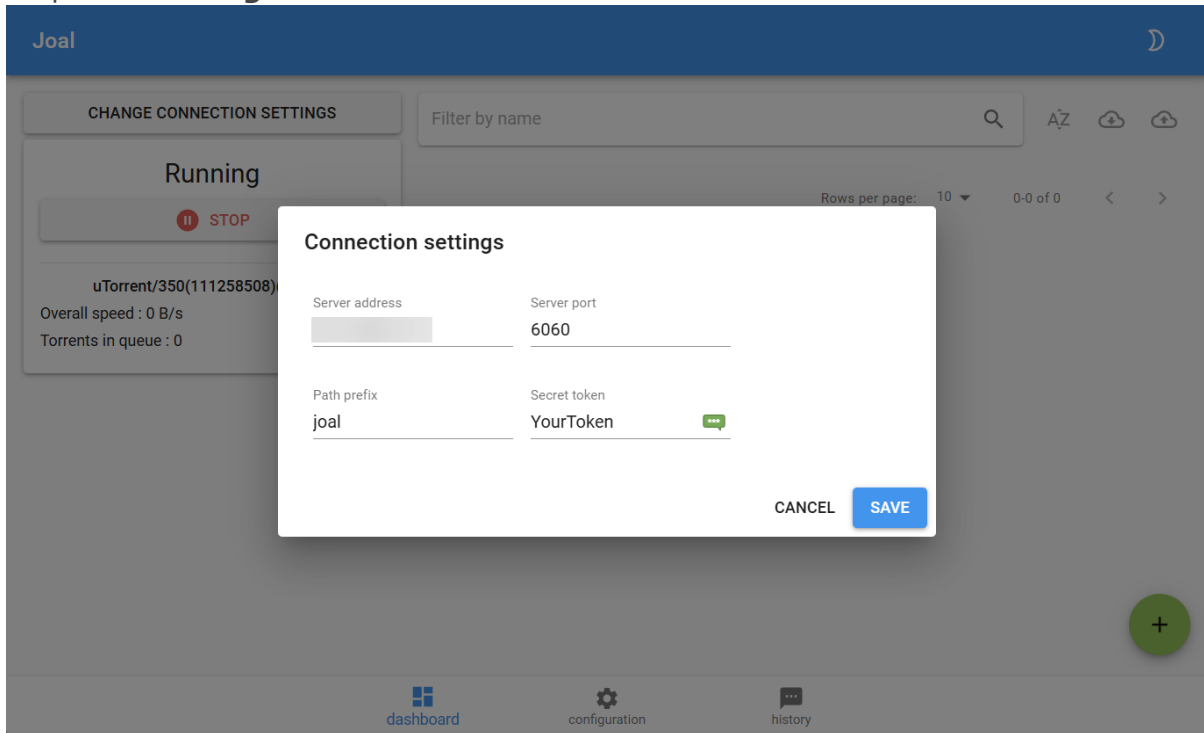 Joal
CHANGE CONNECTION SETTINGS
Filter by name
AZ
Running
STOP
Rows per page: 10
0-0 of 0
uTorrent/350(111258508)
Overall speed : 0 B/s
Torrents in queue : 0
Connection settings
Server address
Server port
6060
Path prefix
Secret token
joal
YourToken
CANCEL
SAVE
+
dashboard
configuration
history